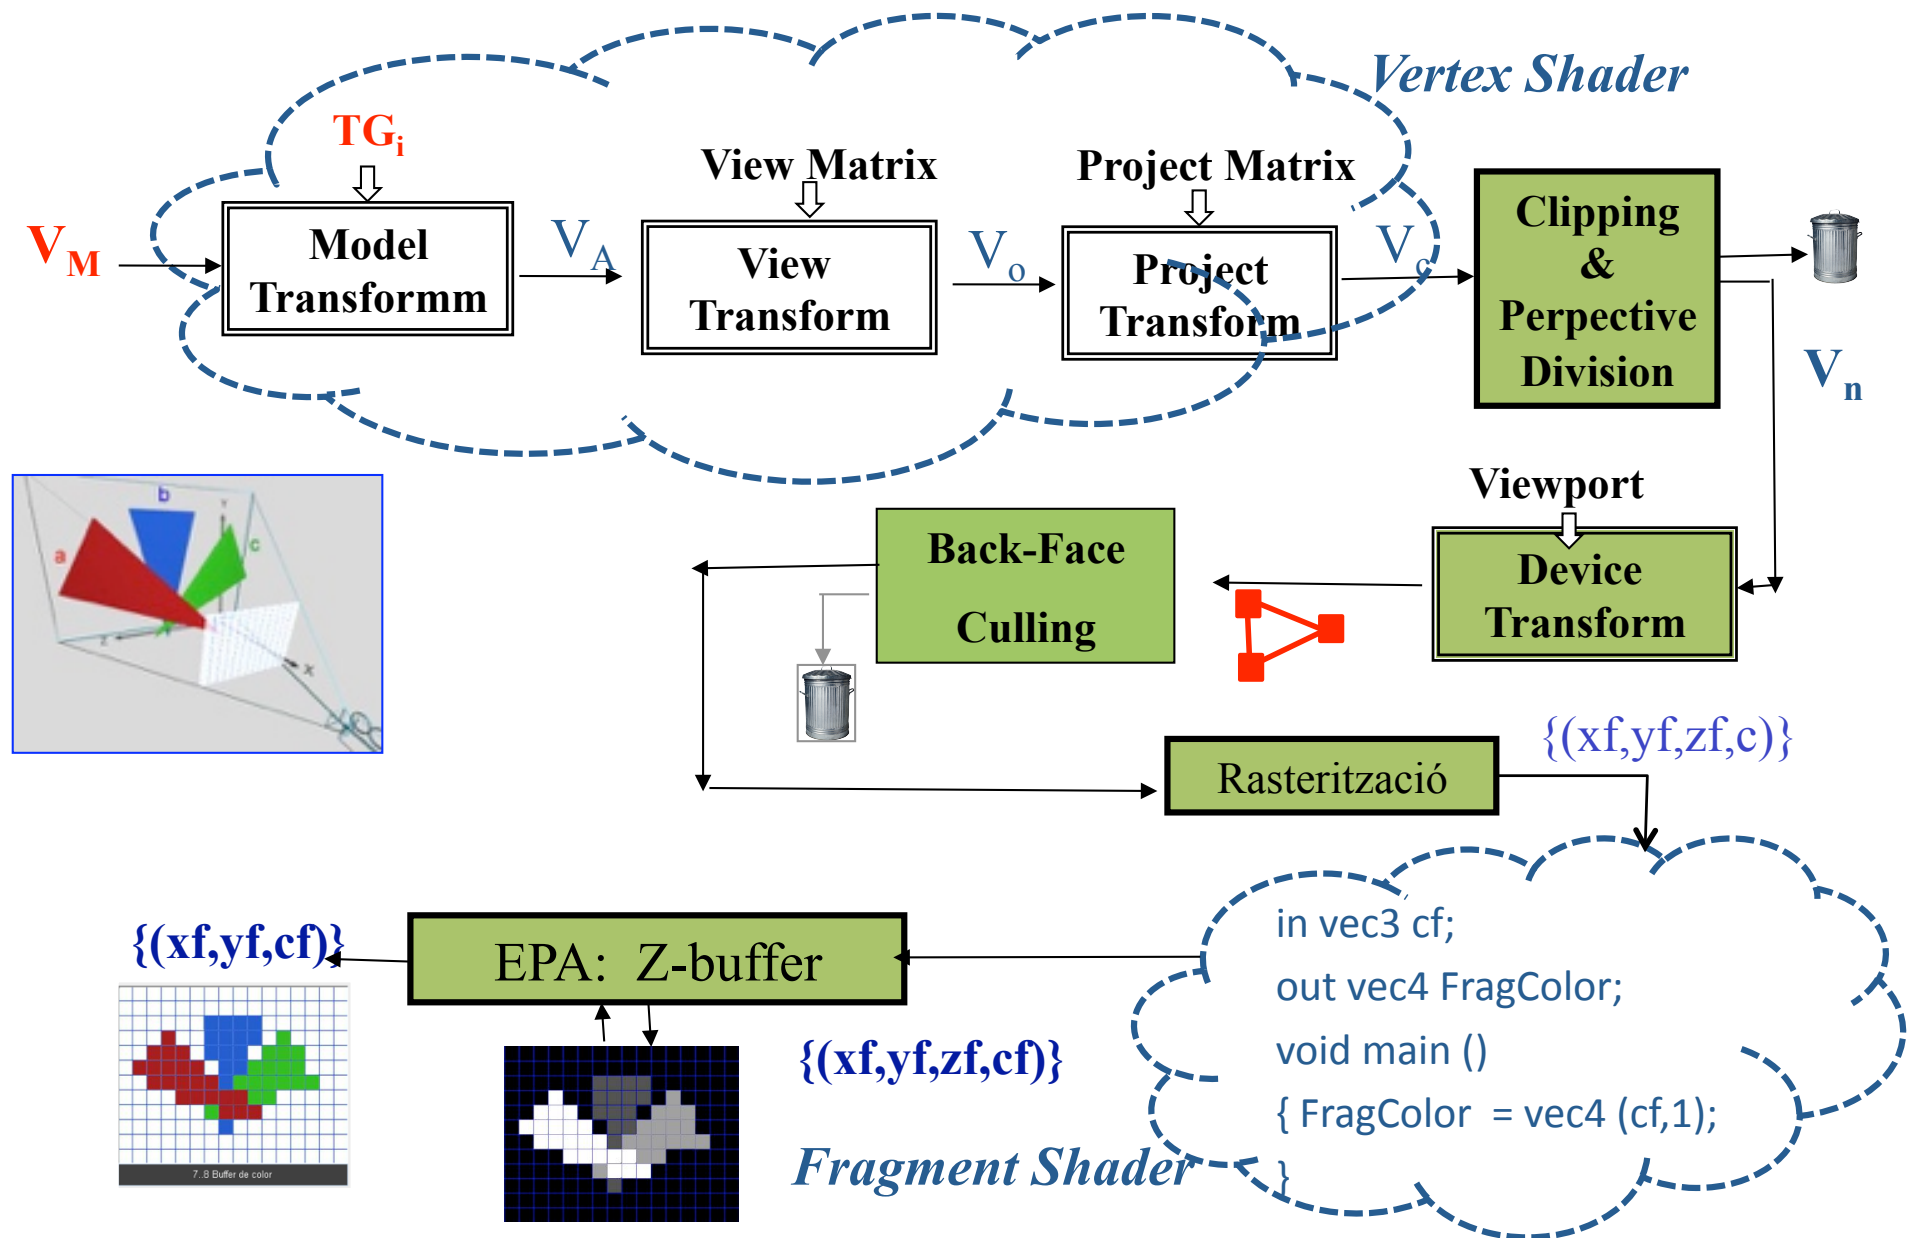 Vertex Shader
TGi
View Matrix
Project Matrix
VM
Model
Transformm
VA
View
Transform
Vo
Project
Transform
Vc
Clipping
&
Perpective
Division
Vn
b
Y
a
c
Z
X
Viewport
Back-Face
Culling
Device
Transform
Rasterització
{(xf,yf,zf,c)}
{(xf,yf,cf)}
EPA: Z-buffer
in vec3 cf;
out vec4 FragColor;
void main ()
{ FragColor = vec4 (cf,1);
}
{(xf,yf,zf,cf)}
7..8 Buffer de color
Fragment Shader